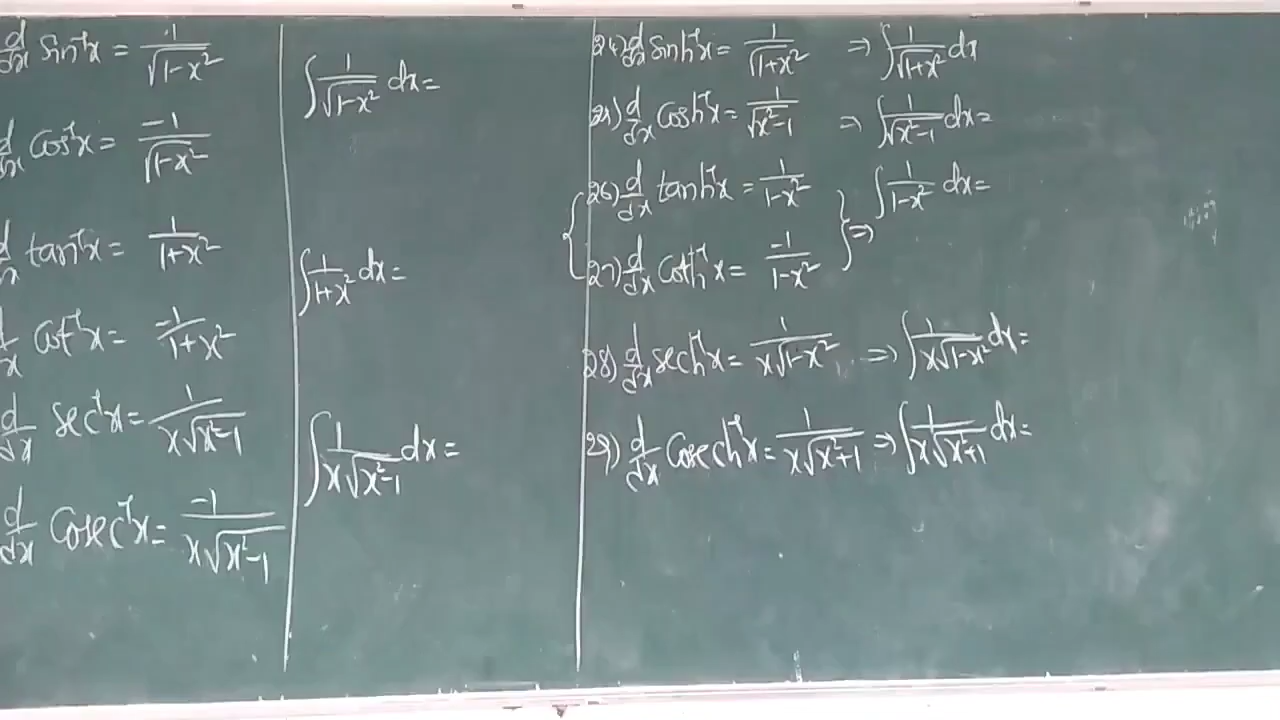 d/dx Sin⁻¹x = 1/√(1-x²)
d/dx Cos⁻¹x = -1/√(1-x²)
d/dx tan⁻¹x = 1/(1+x²)
d/dx Cot⁻¹x = -1/(1+x²)
d/dx sec⁻¹x = 1/(x√(x²-1))
d/dx Cosec⁻¹x = -1/(x√(x²-1))
∫ 1/√(1-x²) dx =
∫ 1/(1+x²) dx =
∫ 1/(x√(x²-1)) dx =
24) d/dx Sinh⁻¹x = 1/√(1+x²) ⇒ ∫ 1/√(1+x²) dx
25) d/dx Cosh⁻¹x = 1/√(x²-1) ⇒ ∫ 1/√(x²-1) dx =
26) d/dx tanh⁻¹x = 1/(1-x²) } ⇒ ∫ 1/(1-x²) dx =
27) d/dx Coth⁻¹x = -1/(1-x²)
28) d/dx sech⁻¹x = 1/(x√(1-x²)) ⇒ ∫ 1/(x√(1-x²)) dx =
29) d/dx Cosech⁻¹x = 1/(x√(x²+1)) ⇒ ∫ 1/(x√(x²+1)) dx =